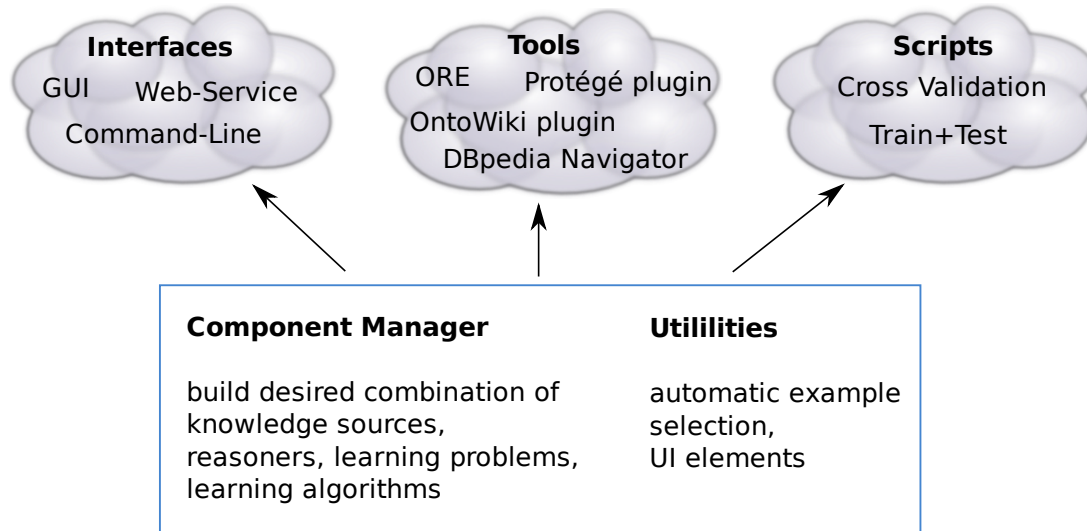 Interfaces
GUI Web-Service
Command-Line
Tools
ORE Protégé plugin
OntoWiki plugin
DBpedia Navigator
Scripts
Cross Validation
Train+Test
Component Manager
build desired combination of
knowledge sources,
reasoners, learning problems,
learning algorithms
Utililities
automatic example
selection,
UI elements